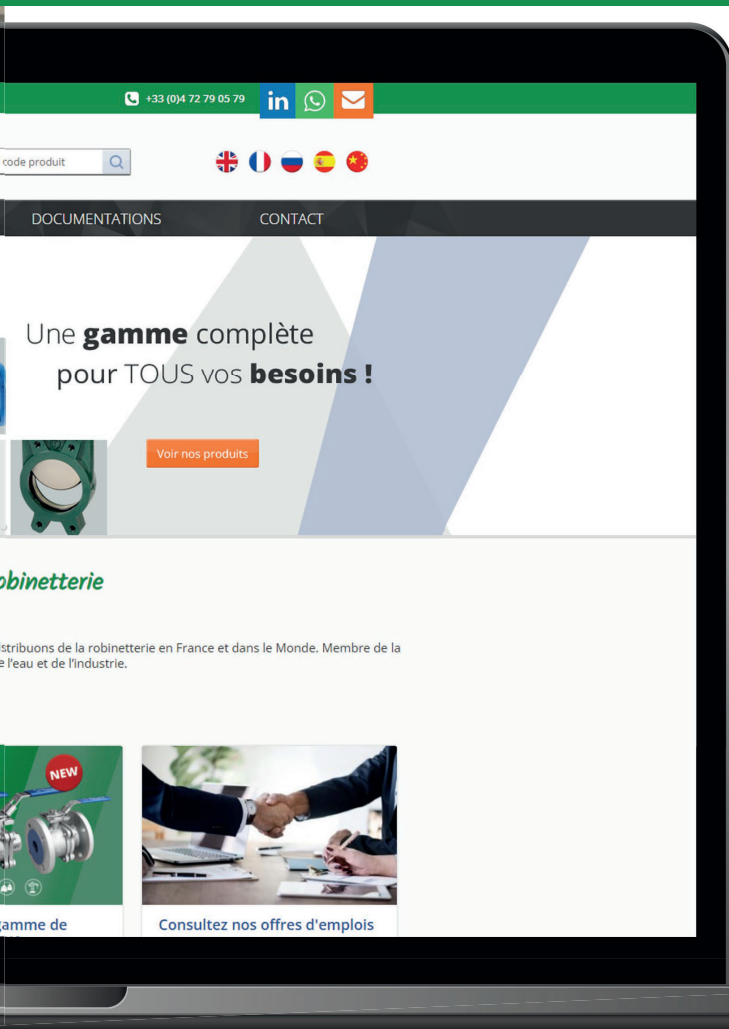 +33 (0)4 72 79 05 79
in
code produit
DOCUMENTATIONS
CONTACT
Une gamme complète
pour TOUS vos besoins !
Voir nos produits
obinetterie
stribuons de la robinetterie en France et dans le Monde. Membre de la
e l'eau et de l'industrie.
NEW
gamme de
Consultez nos offres d'emplois